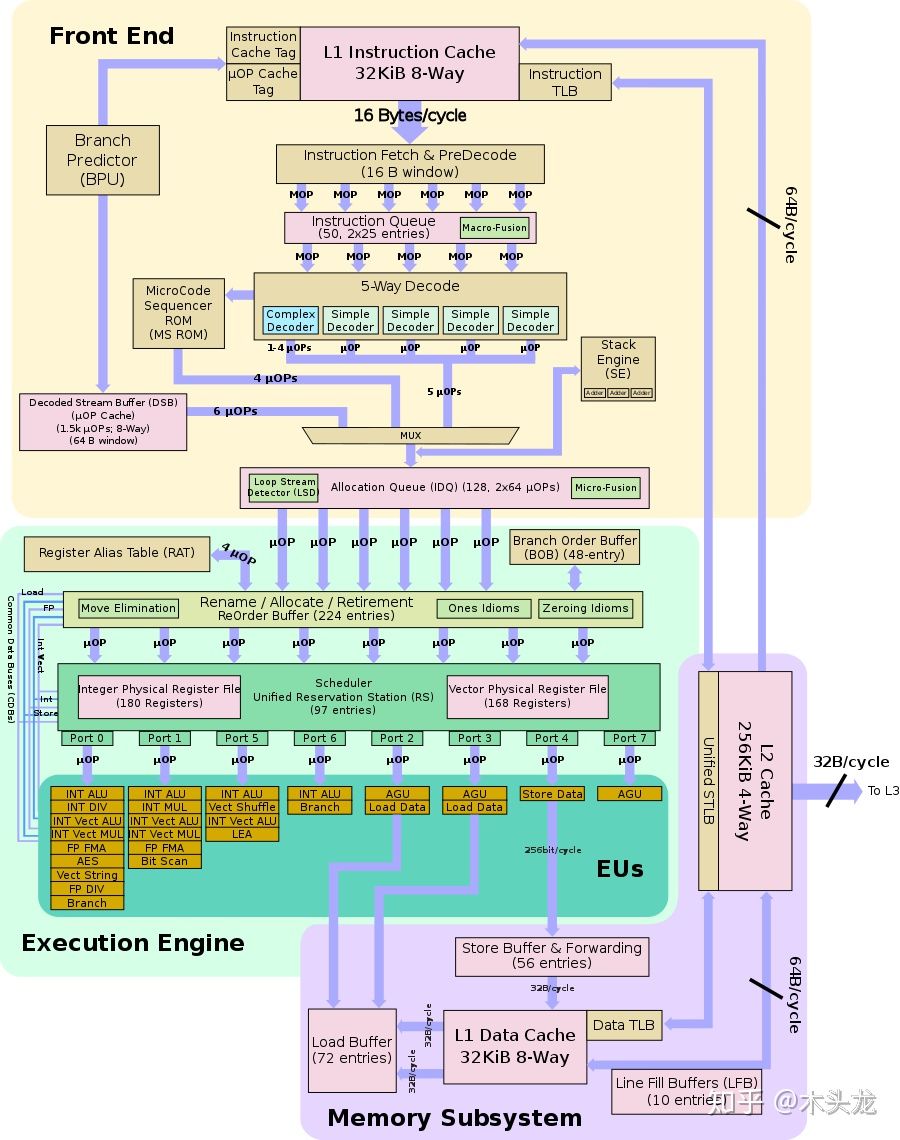 Front End
Instruction
Cache Tag
µOP Cache
Tag
L1 Instruction Cache
32KiB 8-Way
Instruction
TLB
16 Bytes/cycle
Branch
Predictor
(BPU)
Instruction Fetch & PreDecode
(16 B window)
MOP MOP MOP MOP MOP MOP
Instruction Queue
(50, 2x25 entries)
Macro-Fusion
64B/cycle
MOP MOP MOP MOP MOP
MicroCode
Sequencer
ROM
(MS ROM)
5-Way Decode
Complex
Decoder
Simple
Decoder
Simple
Decoder
Simple
Decoder
Simple
Decoder
1-4 µOPs µOP µOP µOP µOP
Stack
Engine
(SE)
Adder Adder Adder
4 µOPs
5 µOPs
Decoded Stream Buffer (DSB)
(µOP Cache)
(1.5k µOPs; 8-Way)
(64 B window)
6 µOPs
MUX
Loop Stream
Detector (LSD)
Allocation Queue (IDQ) (128, 2x64 µOPs)
Micro-Fusion
Register Alias Table (RAT)
4 µOP
µOP µOP µOP µOP µOP µOP
Branch Order Buffer
(BOB) (48-entry)
Load
FP
Common Data Buses (CDBs)
Int Vect
Int
Store
Move Elimination
Rename / Allocate / Retirement
ReOrder Buffer (224 entries)
Ones Idioms
Zeroing Idioms
µOP µOP µOP µOP µOP µOP µOP µOP
Integer Physical Register File
(180 Registers)
Scheduler
Unified Reservation Station (RS)
(97 entries)
Vector Physical Register File
(168 Registers)
Port 0 Port 1 Port 5 Port 6 Port 2 Port 3 Port 4 Port 7
µOP µOP µOP µOP µOP µOP µOP µOP
INT ALU
INT DIV
INT Vect ALU
INT Vect MUL
FP FMA
AES
Vect String
FP DIV
Branch
INT ALU
INT MUL
INT Vect ALU
INT Vect MUL
FP FMA
Bit Scan
INT ALU
Vect Shuffle
INT Vect ALU
LEA
INT ALU
Branch
AGU
Load Data
AGU
Load Data
Store Data
AGU
256bit/cycle
EUs
Execution Engine
Unified STLB
L2 Cache
256KiB 4-Way
32B/cycle
To L3
Store Buffer & Forwarding
(56 entries)
32B/cycle
64B/cycle
Load Buffer
(72 entries)
32B/cycle
32B/cycle
L1 Data Cache
32KiB 8-Way
Data TLB
Line Fill Buffers (LFB)
(10 entries)
Memory Subsystem
知乎 @木头龙